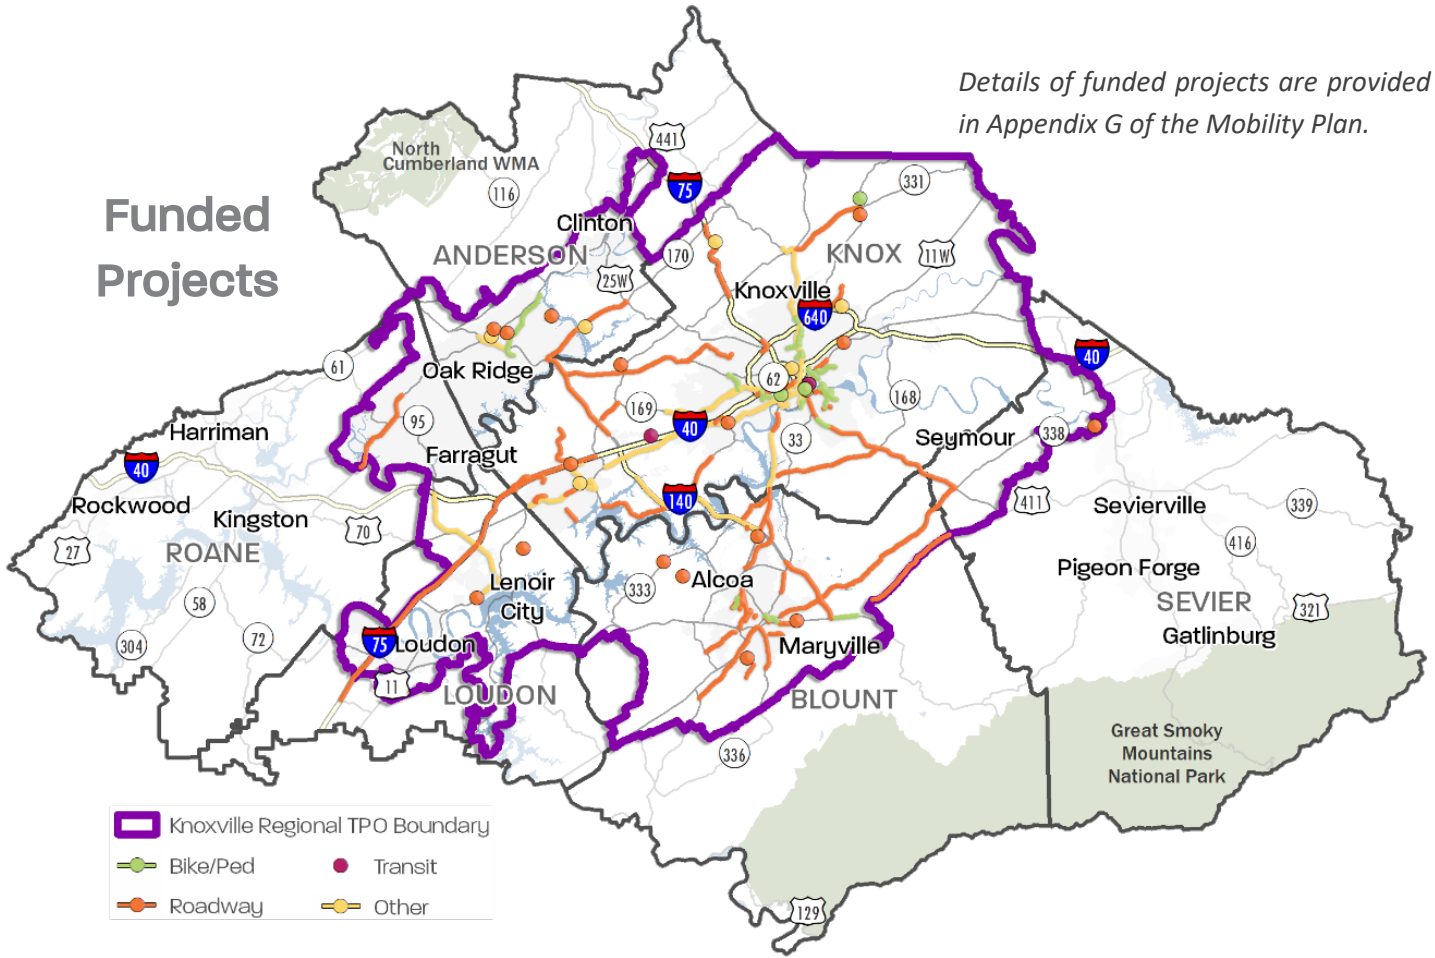 Details of funded projects are provided
in Appendix G of the Mobility Plan.
Funded
Projects
North
Cumberland WMA
441
116
75
331
Clinton
ANDERSON
170
KNOX
11W
25W
Knoxville
640
61
40
Oak Ridge
62
169
168
95
Harriman
40
33
Seymour
338
Farragut
40
Rockwood
Kingston
70
140
411
Sevierville
339
27
ROANE
416
Lenoir
City
333
Alcoa
Pigeon Forge
58
SEVIER
321
304
72
75
Loudon
Maryville
Gatlinburg
11
LOUDON
BLOUNT
336
Great Smoky
Mountains
National Park
Knoxville Regional TPO Boundary
Bike/Ped
Transit
Roadway
Other
129